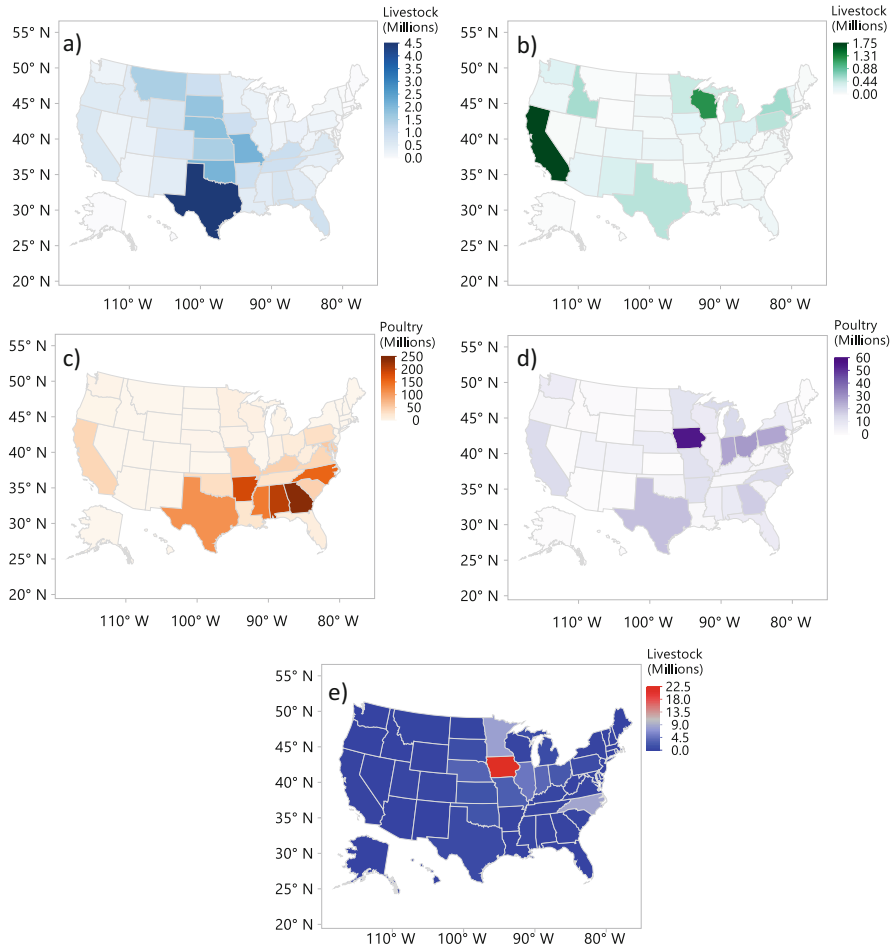 a)
Livestock
(Millions)
4.5
4.0
3.5
3.0
2.5
2.0
1.5
1.0
0.5
0.0
55° N
50° N
45° N
40° N
35° N
30° N
25° N
20° N
110° W 100° W 90° W 80° W
b)
Livestock
(Millions)
1.75
1.31
0.88
0.44
0.00
55° N
50° N
45° N
40° N
35° N
30° N
25° N
20° N
110° W 100° W 90° W 80° W
c)
Poultry
(Millions)
250
200
150
100
50
0
55° N
50° N
45° N
40° N
35° N
30° N
25° N
20° N
110° W 100° W 90° W 80° W
d)
Poultry
(Millions)
60
50
40
30
20
10
0
55° N
50° N
45° N
40° N
35° N
30° N
25° N
20° N
110° W 100° W 90° W 80° W
e)
Livestock
(Millions)
22.5
18.0
13.5
9.0
4.5
0.0
55° N
50° N
45° N
40° N
35° N
30° N
25° N
20° N
110° W 100° W 90° W 80° W